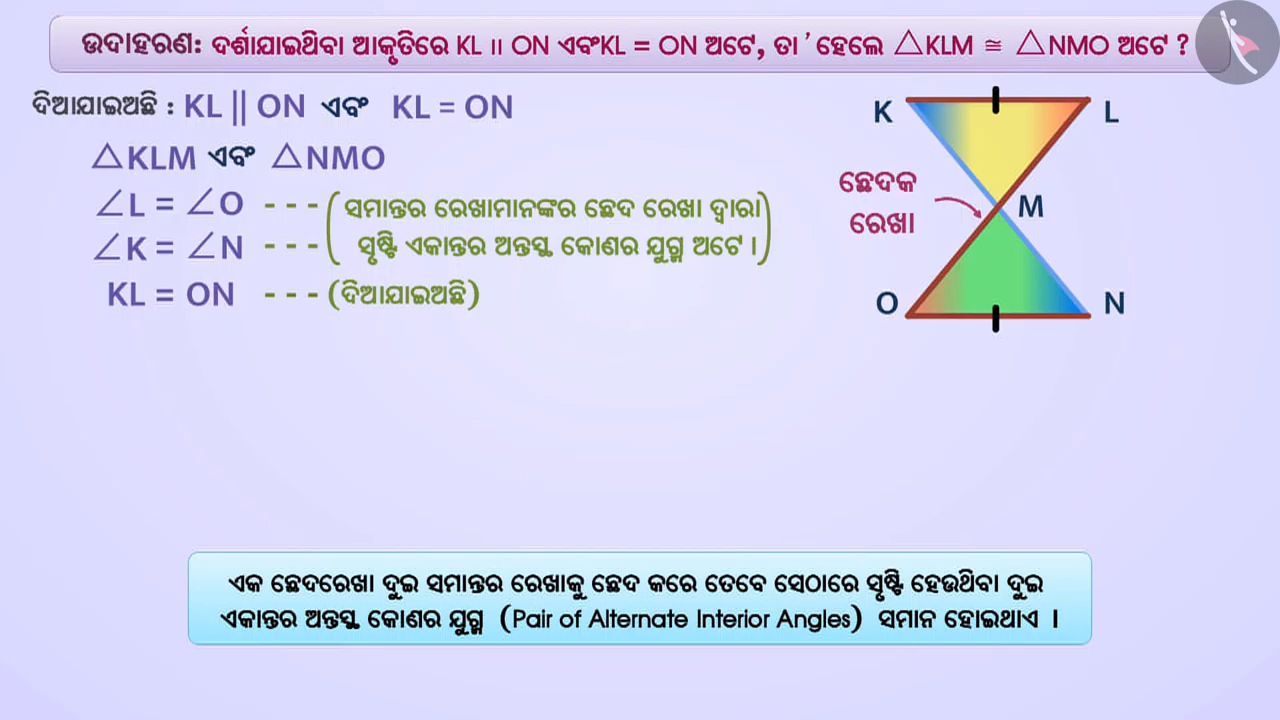 ଉଦାହରଣ: ଦର୍ଶାଯାଇଥିବା ଆକୃତିରେ KL ॥ ON ଏବଂKL = ON ଅଟେ, ତା ' ହେଲେ △KLM ≅ △NMO ଅଟେ ?
ଦିଆଯାଇଅଛି : KL || ON ଏବଂ KL = ON
△KLM ଏବଂ △NMO
∠L = ∠O - - - (ସମାନ୍ତର ରେଖାମାନଙ୍କର ଛେଦ ରେଖା ଦ୍ୱାରା
∠K = ∠N - - - ସୃଷ୍ଟି ଏକାନ୍ତର ଅନ୍ତସ୍ଥ କୋଣର ଯୁଗ୍ମ ଅଟେ ।)
KL = ON - - - (ଦିଆଯାଇଅଛି)
K
L
ଛେଦକ
ରେଖା
M
O
N
ଏକ ଛେଦରେଖା ଦୁଇ ସମାନ୍ତର ରେଖାକୁ ଛେଦ କରେ ତେବେ ସେଠାରେ ସୃଷ୍ଟି ହେଉଥିବା ଦୁଇ
ଏକାନ୍ତର ଅନ୍ତସ୍ଥ କୋଣର ଯୁଗ୍ମ (Pair of Alternate Interior Angles) ସମାନ ହୋଇଥାଏ ।